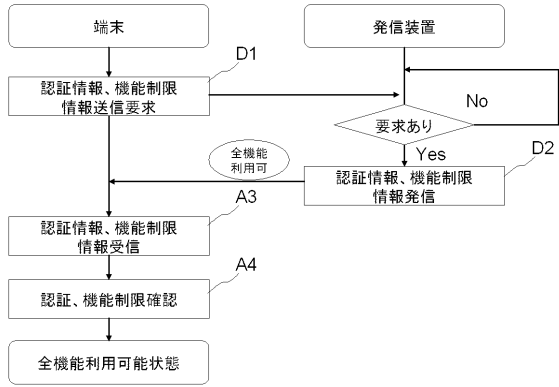 端末
発信装置
D1
認証情報、機能制限
情報送信要求
No
要求あり
全機能
利用可
Yes
D2
認証情報、機能制限
情報発信
A3
認証情報、機能制限
情報受信
A4
認証、機能制限確認
全機能利用可能状態